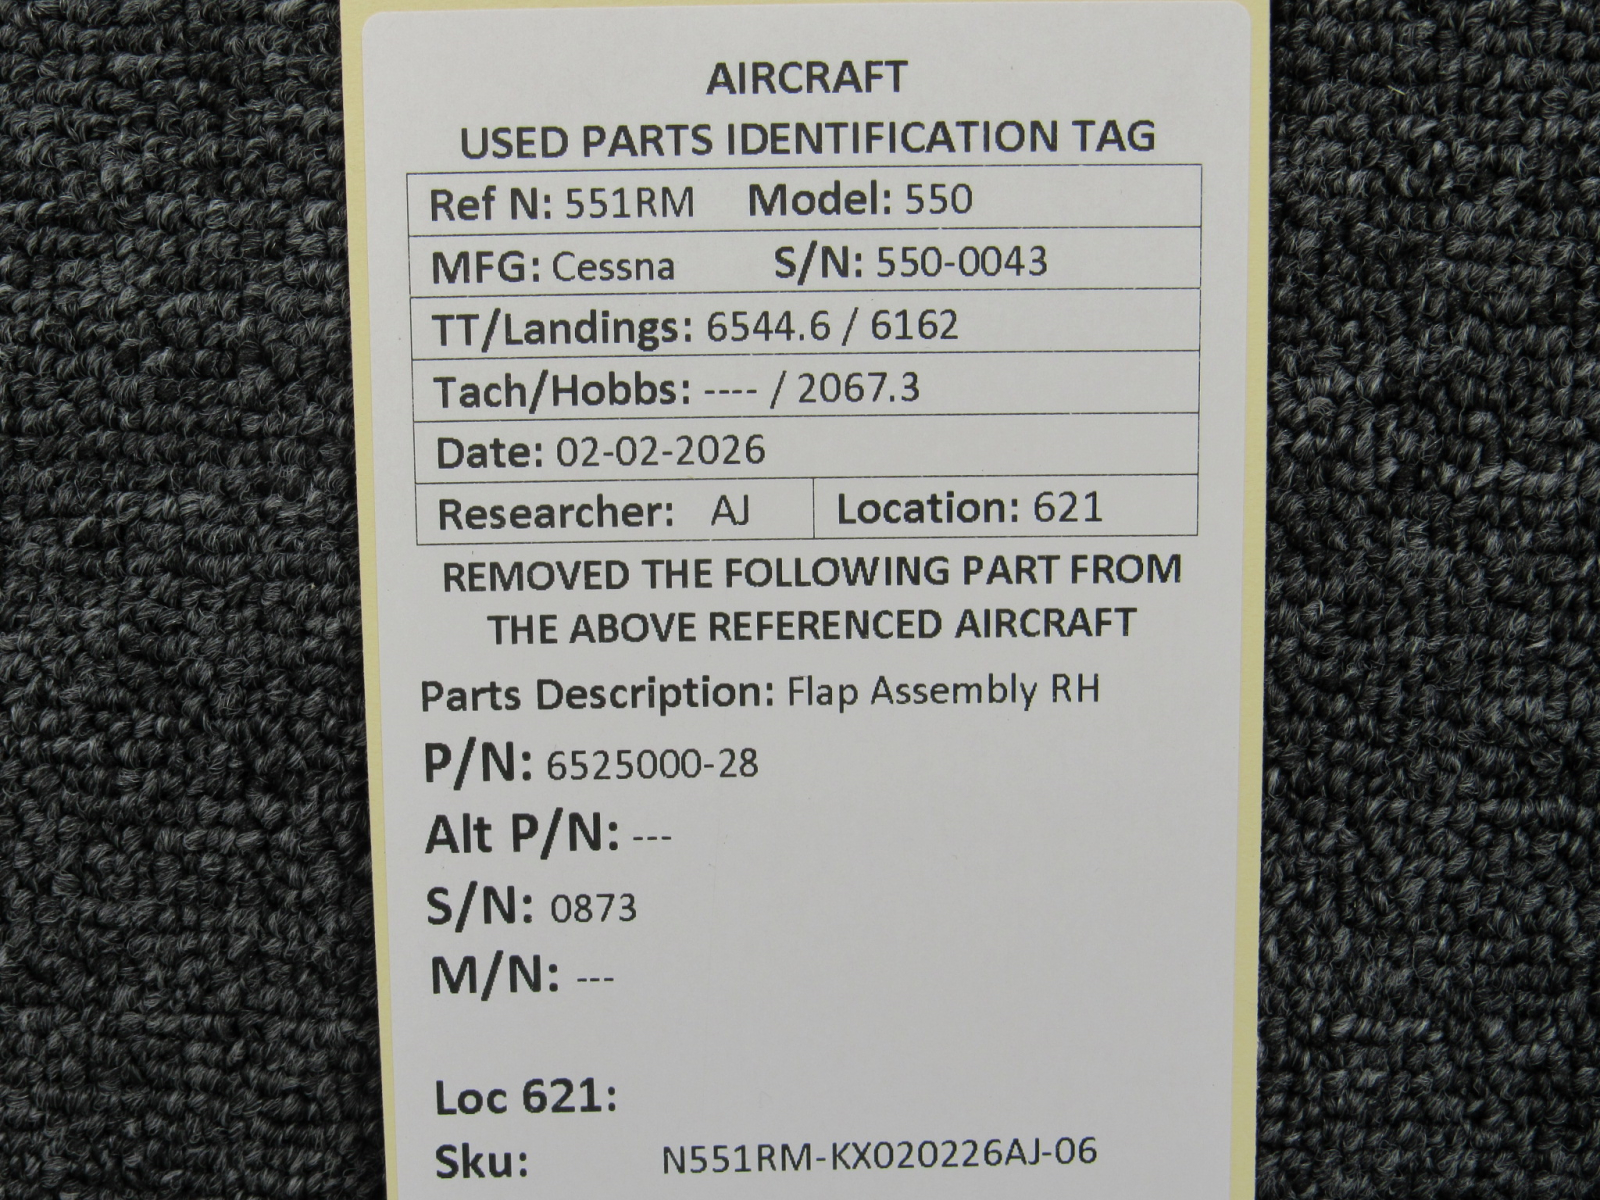 AIRCRAFT
USED PARTS IDENTIFICATION TAG
Ref N: 551RM Model: 550
MFG: Cessna S/N: 550-0043
TT/Landings: 6544.6 / 6162
Tach/Hobbs: ---- / 2067.3
Date: 02-02-2026
Researcher: AJ Location: 621
REMOVED THE FOLLOWING PART FROM
THE ABOVE REFERENCED AIRCRAFT
Parts Description: Flap Assembly RH
P/N: 6525000-28
Alt P/N: ---
S/N: 0873
M/N: ---
Loc 621:
Sku: N551RM-KX020226AJ-06